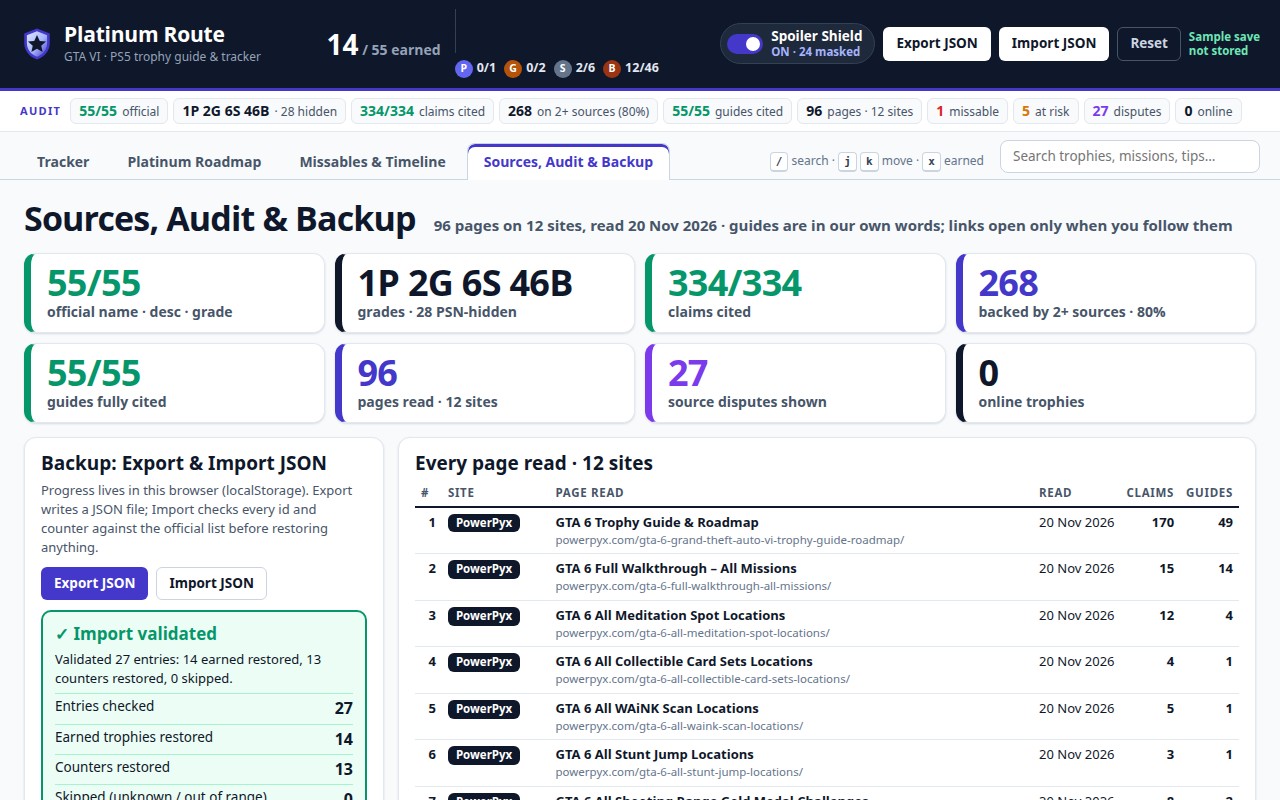 Platinum Route
GTA VI · PS5 trophy guide & tracker
14 / 55 earned
P 0/1 G 0/2 S 2/6 B 12/46
Spoiler Shield
ON · 24 masked
Export JSON
Import JSON
Reset
Sample save
not stored
AUDIT 55/55 official 1P 2G 6S 46B · 28 hidden 334/334 claims cited 268 on 2+ sources (80%) 55/55 guides cited 96 pages · 12 sites 1 missable 5 at risk 27 disputes 0 online
Tracker Platinum Roadmap Missables & Timeline Sources, Audit & Backup / search · j k move · x earned Search trophies, missions, tips...
Sources, Audit & Backup 96 pages on 12 sites, read 20 Nov 2026 · guides are in our own words; links open only when you follow them
55/55
official name · desc · grade
1P 2G 6S 46B
grades · 28 PSN-hidden
334/334
claims cited
268
backed by 2+ sources · 80%
55/55
guides fully cited
96
pages read · 12 sites
27
source disputes shown
0
online trophies
Backup: Export & Import JSON
Progress lives in this browser (localStorage). Export
writes a JSON file; Import checks every id and
counter against the official list before restoring
anything.
Export JSON Import JSON
✓ Import validated
Validated 27 entries: 14 earned restored, 13
counters restored, 0 skipped.
Entries checked 27
Earned trophies restored 14
Counters restored 13
Skipped (unknown / out of range) 0
Every page read · 12 sites
# SITE PAGE READ READ CLAIMS GUIDES
1 PowerPyx GTA 6 Trophy Guide & Roadmap 20 Nov 2026 170 49
powerpyx.com/gta-6-grand-theft-auto-vi-trophy-guide-roadmap/
2 PowerPyx GTA 6 Full Walkthrough – All Missions 20 Nov 2026 15 14
powerpyx.com/gta-6-full-walkthrough-all-missions/
3 PowerPyx GTA 6 All Meditation Spot Locations 20 Nov 2026 12 4
powerpyx.com/gta-6-all-meditation-spot-locations/
4 PowerPyx GTA 6 All Collectible Card Sets Locations 20 Nov 2026 4 1
powerpyx.com/gta-6-all-collectible-card-sets-locations/
5 PowerPyx GTA 6 All WAiNK Scan Locations 20 Nov 2026 5 1
powerpyx.com/gta-6-all-waink-scan-locations/
6 PowerPyx GTA 6 All Stunt Jump Locations 20 Nov 2026 3 1
powerpyx.com/gta-6-all-stunt-jump-locations/